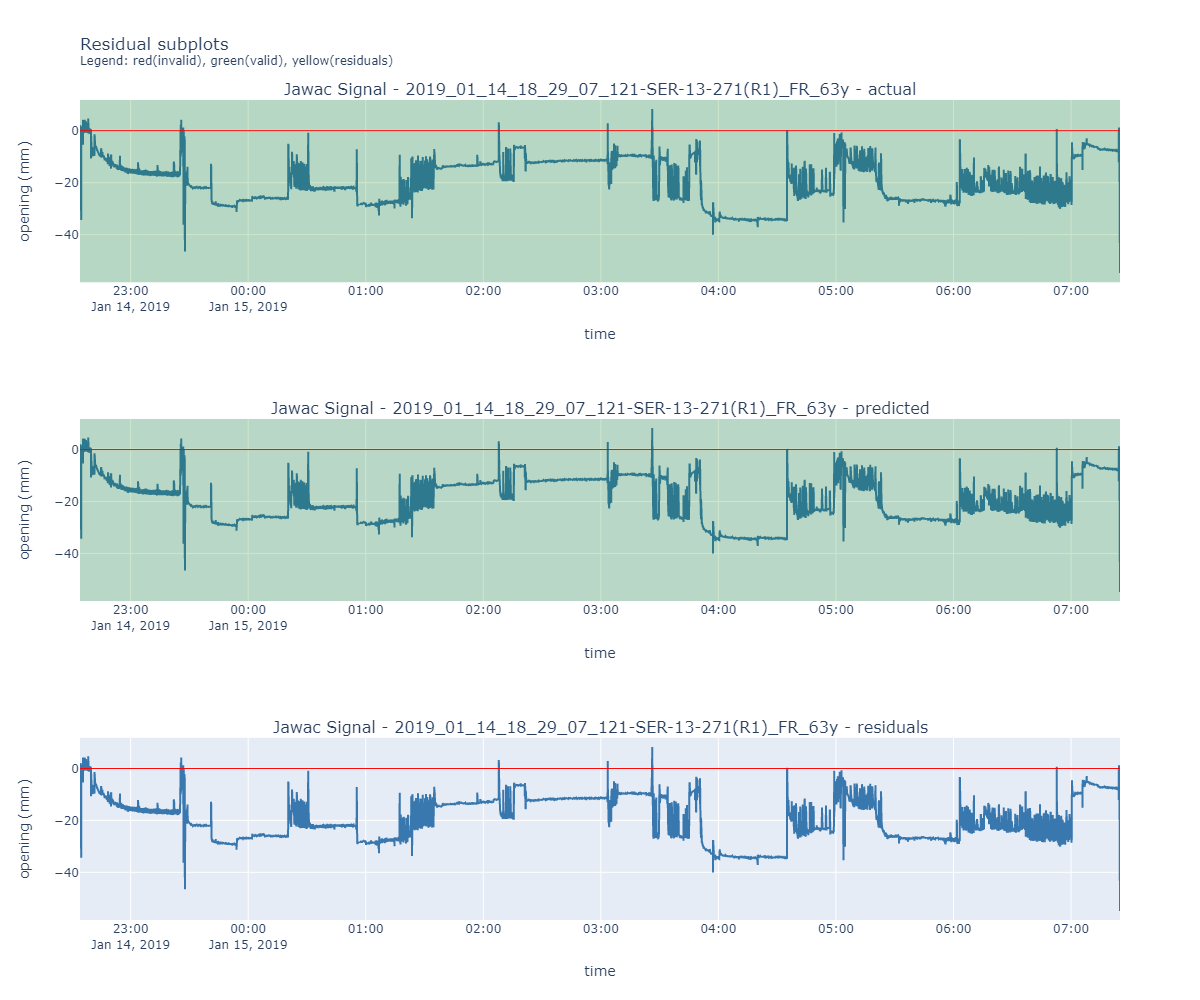 Residual subplots
Legend: red(invalid), green(valid), yellow(residuals)
Jawac Signal - 2019_01_14_18_29_07_121-SER-13-271(R1)_FR_63y - actual
opening (mm)
0
−20
−40
23:00 00:00 01:00 02:00 03:00 04:00 05:00 06:00 07:00
Jan 14, 2019 Jan 15, 2019
time
Jawac Signal - 2019_01_14_18_29_07_121-SER-13-271(R1)_FR_63y - predicted
opening (mm)
0
−20
−40
23:00 00:00 01:00 02:00 03:00 04:00 05:00 06:00 07:00
Jan 14, 2019 Jan 15, 2019
time
Jawac Signal - 2019_01_14_18_29_07_121-SER-13-271(R1)_FR_63y - residuals
opening (mm)
0
−20
−40
23:00 00:00 01:00 02:00 03:00 04:00 05:00 06:00 07:00
Jan 14, 2019 Jan 15, 2019
time